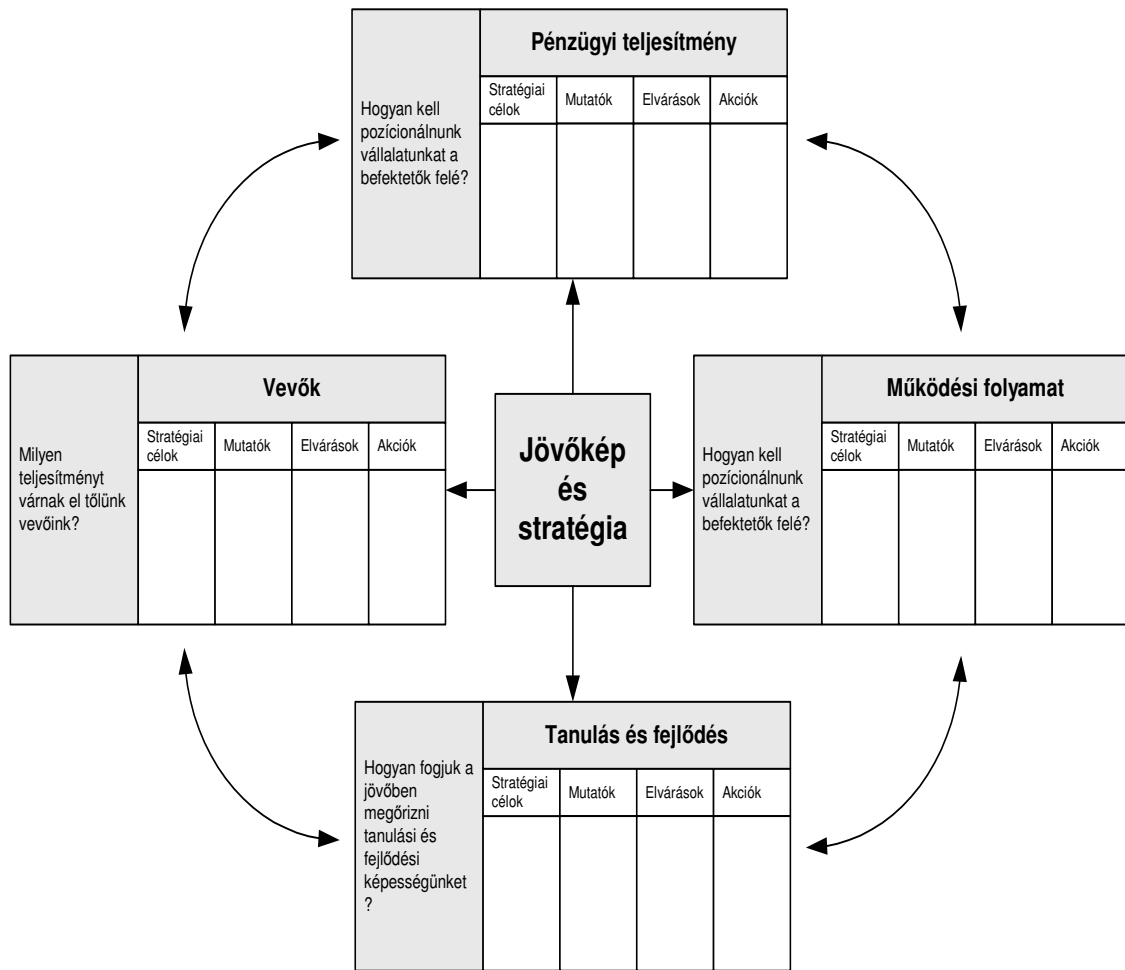 Pénzügyi teljesítmény
Hogyan kell
pozícionálnunk
vállalatunkat a
befektetők felé?
Stratégiai
célok
Mutatók
Elvárások
Akciók
Vevők
Milyen
teljesítményt
várnak el tőlünk
vevőink?
Stratégiai
célok
Mutatók
Elvárások
Akciók
Jövőkép
és
stratégia
Működési folyamat
Hogyan kell
pozícionálnunk
vállalatunkat a
befektetők felé?
Stratégiai
célok
Mutatók
Elvárások
Akciók
Tanulás és fejlődés
Hogyan fogjuk a
jövőben
megőrizni
tanulási és
fejlődési
képességünket
?
Stratégiai
célok
Mutatók
Elvárások
Akciók